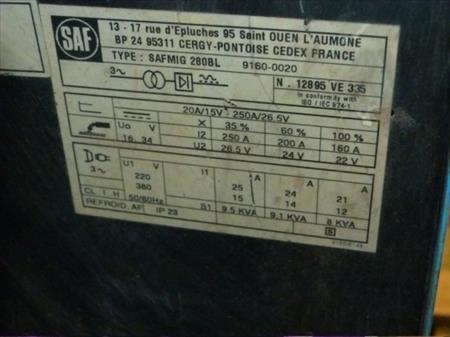 SAF
13 - 17 rue d'Epluches 95 Saint OUEN L'AUMONE
BP 24 95311 CERGY-PONTOISE CEDEX FRANCE
TYPE : SAFMIG 280BL 9160-0020
3~
N . 12895 VE 335
In conformity with
ISO / IEC 974-1
20A/15V 250A/26.5V
Uo V X 35 % 60 % 100 %
16 34 I2 250 A 200 A 160 A
U2 26.5 V 24 V 22 V
3~ U1 V I1 A A A
220 25 24 21
380 15 14 12
CL I H 50/60Hz
REFROID. AF IP 23 S1 9.5 KVA 9.1 KVA 8 KVA
S